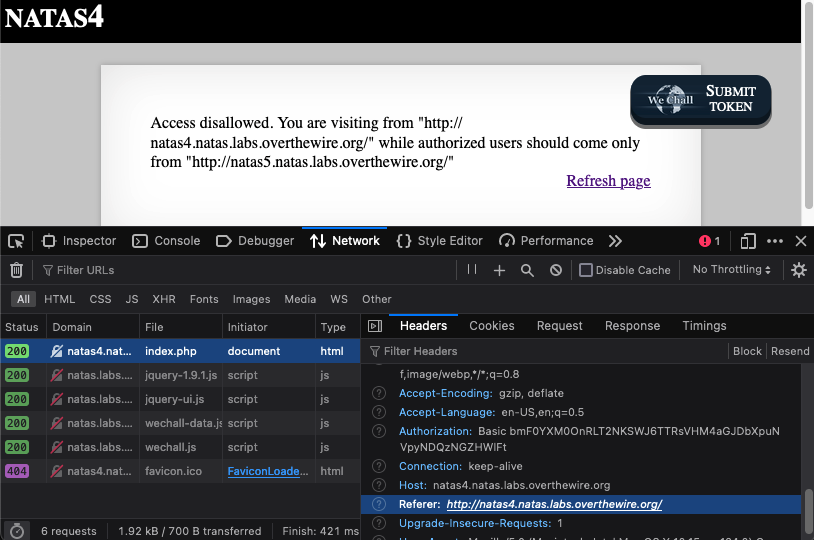 NATAS4
We Chall
SUBMIT
TOKEN
Access disallowed. You are visiting from "http://
natas4.natas.labs.overthewire.org/" while authorized users should come only
from "http://natas5.natas.labs.overthewire.org/"
Refresh page
Inspector Console Debugger Network Style Editor Performance 1
Filter URLs Disable Cache No Throttling
All HTML CSS JS XHR Fonts Images Media WS Other
Status Domain File Initiator Type
200 natas4.nat... index.php document html
200 natas.labs.... jquery-1.9.1.js script js
200 natas.labs.... jquery-ui.js script js
200 natas.labs.... wechall-data.js script js
200 natas.labs.... wechall.js script js
404 natas4.nat... favicon.ico FaviconLoade... html
6 requests 1.92 kB / 700 B transferred Finish: 421 ms
Headers Cookies Request Response Timings
Filter Headers Block Resend
f,image/webp,*/*;q=0.8
Accept-Encoding: gzip, deflate
Accept-Language: en-US,en;q=0.5
Authorization: Basic bmF0YXM0OnRLT2NKSWJ6TTRsVHM4aGJDbXpuN
VpyNDQzNGZHWlFt
Connection: keep-alive
Host: natas4.natas.labs.overthewire.org
Referer: http://natas4.natas.labs.overthewire.org/
Upgrade-Insecure-Requests: 1